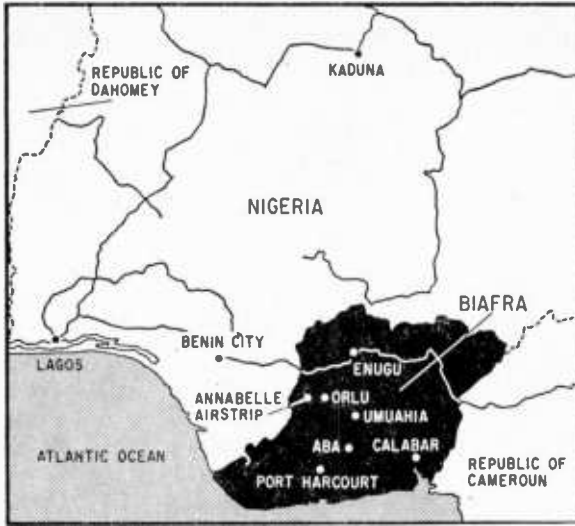 KADUNA
REPUBLIC OF
DAHOMEY
NIGERIA
BIAFRA
BENIN CITY
ENUGU
LAGOS
ANNABELLE
AIRSTRIP
ORLU
UMUAHIA
ATLANTIC OCEAN
ABA
CALABAR
PORT HARCOURT
REPUBLIC OF
CAMEROUN